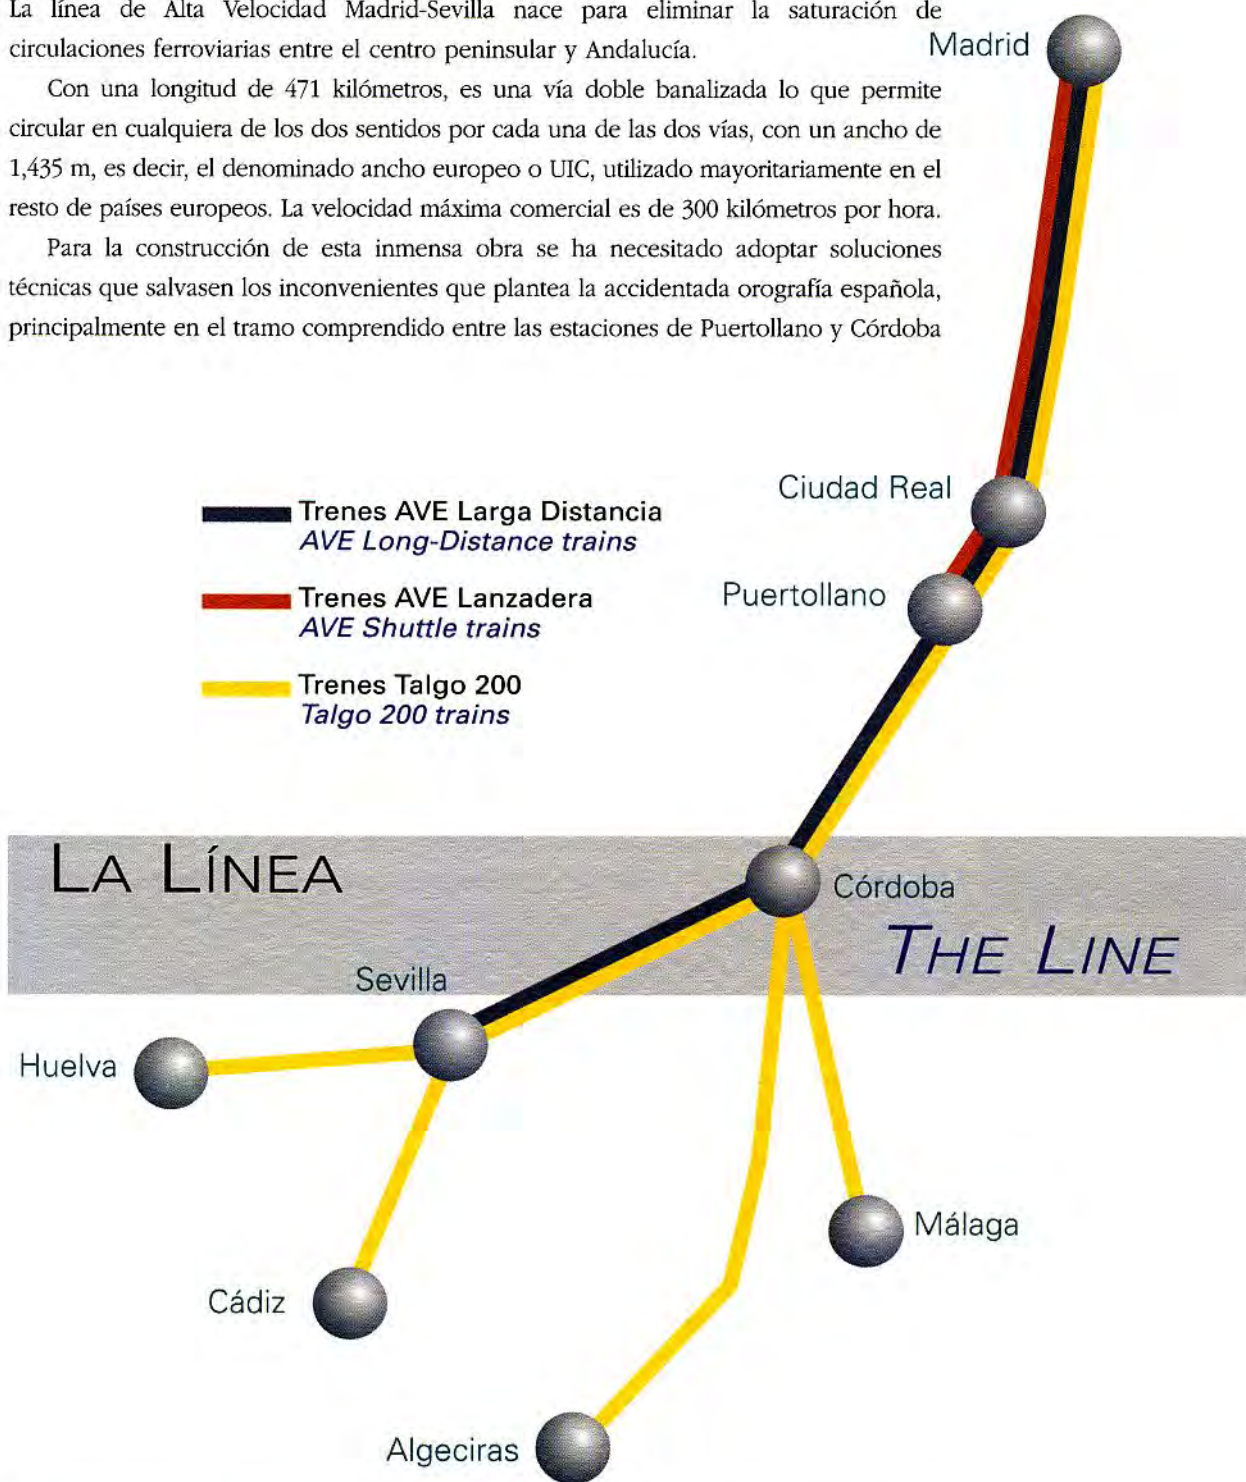 La línea de Alta Velocidad Madrid-Sevilla nace para eliminar la saturación de
circulaciones ferroviarias entre el centro peninsular y Andalucía.
Con una longitud de 471 kilómetros, es una vía doble banalizada lo que permite
circular en cualquiera de los dos sentidos por cada una de las dos vías, con un ancho de
1,435 m, es decir, el denominado ancho europeo o UIC, utilizado mayoritariamente en el
resto de países europeos. La velocidad máxima comercial es de 300 kilómetros por hora.
Para la construcción de esta inmensa obra se ha necesitado adoptar soluciones
técnicas que salvasen los inconvenientes que plantea la accidentada orografía española,
principalmente en el tramo comprendido entre las estaciones de Puertollano y Córdoba
Madrid
Ciudad Real
Trenes AVE Larga Distancia
AVE Long-Distance trains
Puertollano
Trenes AVE Lanzadera
AVE Shuttle trains
Trenes Talgo 200
Talgo 200 trains
LA LÍNEA
Córdoba
THE LINE
Sevilla
Huelva
Málaga
Cádiz
Algeciras